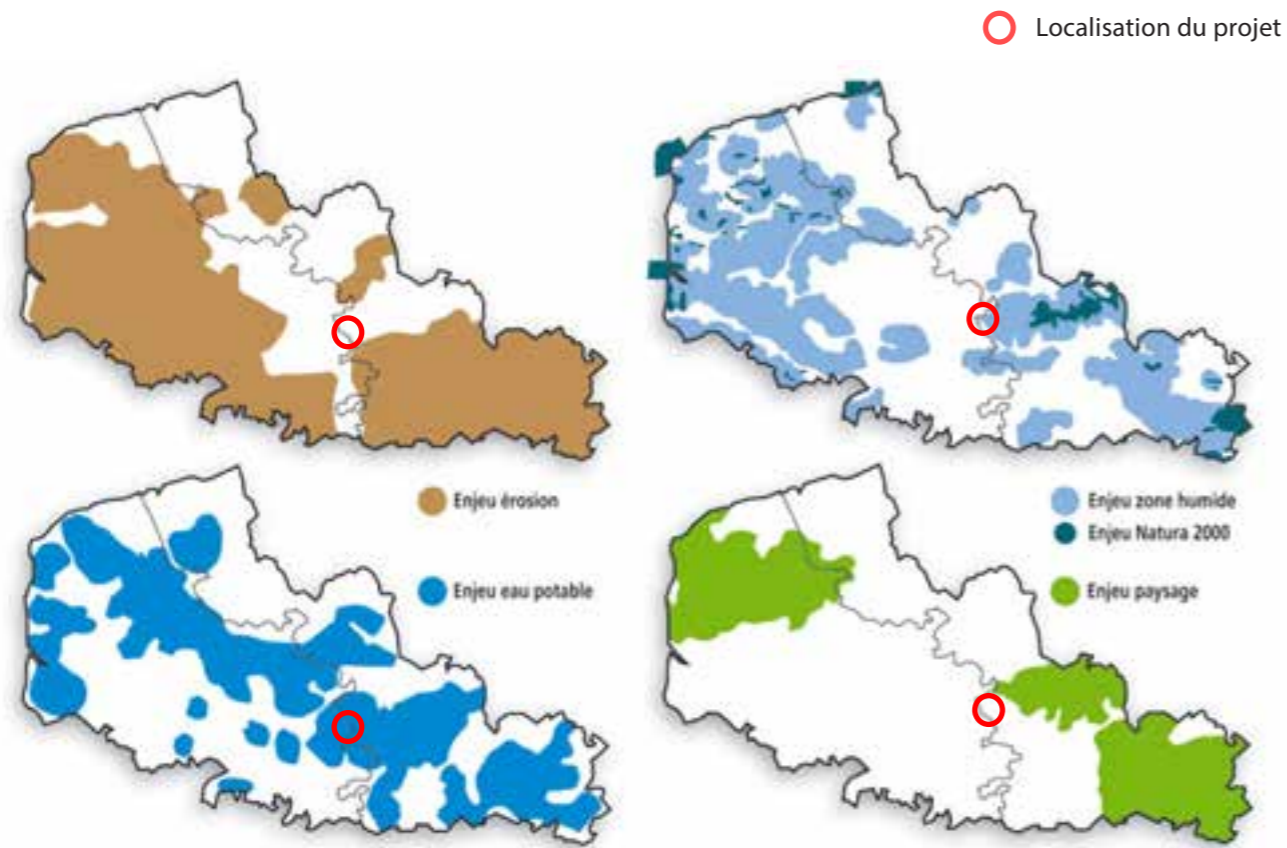 Localisation du projet
Enjeu érosion
Enjeu zone humide
Enjeu Natura 2000
Enjeu eau potable
Enjeu paysage